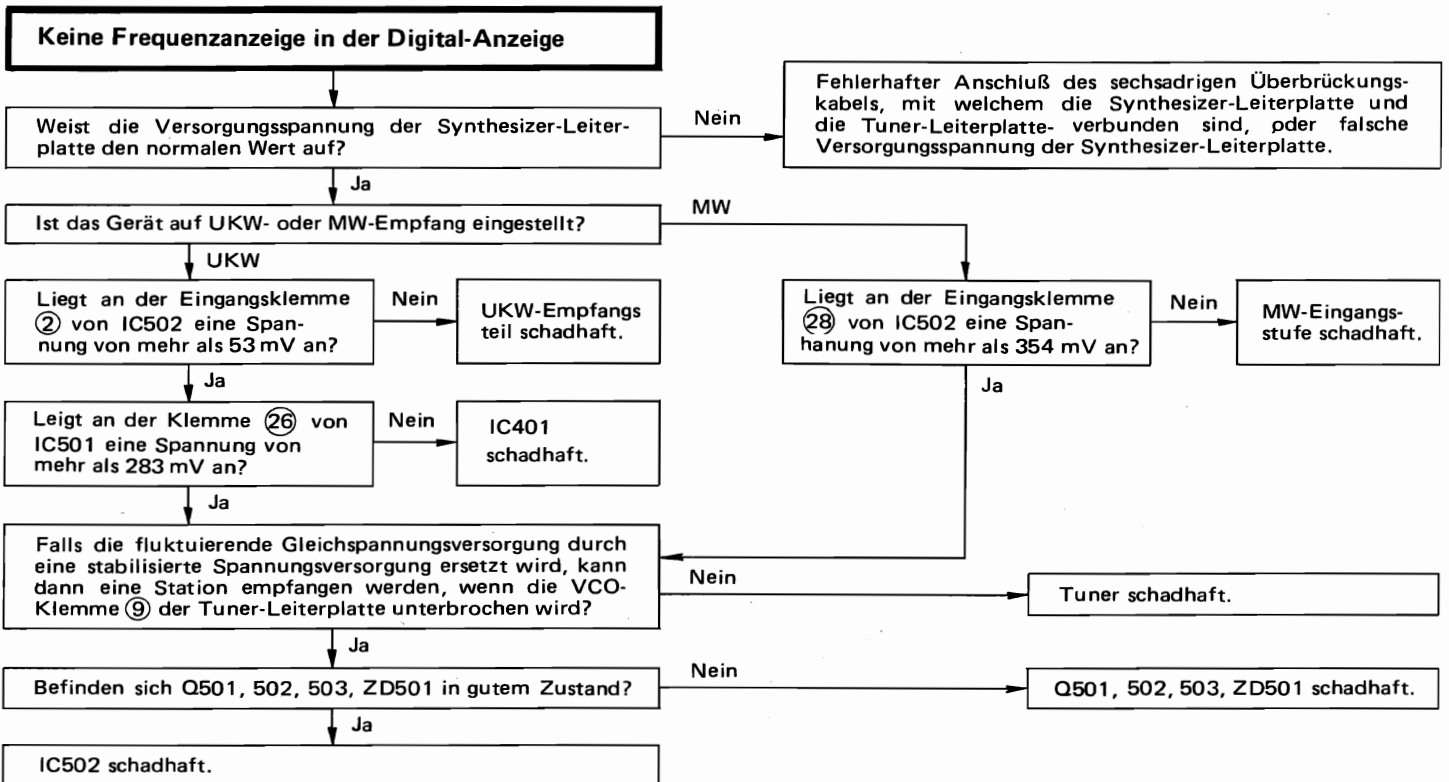 Keine Frequenzanzeige in der Digital-Anzeige
Weist die Versorgungsspannung der Synthesizer-Leiter-
platte den normalen Wert auf?
Nein
Fehlerhafter Anschluß des sechsadrigen Überbrückungs-
kabels, mit welchem die Synthesizer-Leiterplatte und
die Tuner-Leiterplatte- verbunden sind, oder falsche
Versorgungsspannung der Synthesizer-Leiterplatte.
Ja
Ist das Gerät auf UKW- oder MW-Empfang eingestellt?
MW
UKW
Liegt an der Eingangsklemme
② von IC502 eine Span-
nung von mehr als 53 mV an?
Nein
UKW-Empfangs
teil schadhaft.
Liegt an der Eingangsklemme
㉘ von IC502 eine Span-
hanung von mehr als 354 mV an?
Nein
MW-Eingangs-
stufe schadhaft.
Ja
Ja
Leigt an der Klemme ㉖ von
IC501 eine Spannung von
mehr als 283 mV an?
Nein
IC401
schadhaft.
Ja
Falls die fluktuierende Gleichspannungsversorgung durch
eine stabilisierte Spannungsversorgung ersetzt wird, kann
dann eine Station empfangen werden, wenn die VCO-
Klemme ⑨ der Tuner-Leiterplatte unterbrochen wird?
Nein
Tuner schadhaft.
Ja
Befinden sich Q501, 502, 503, ZD501 in gutem Zustand?
Nein
Q501, 502, 503, ZD501 schadhaft.
Ja
IC502 schadhaft.